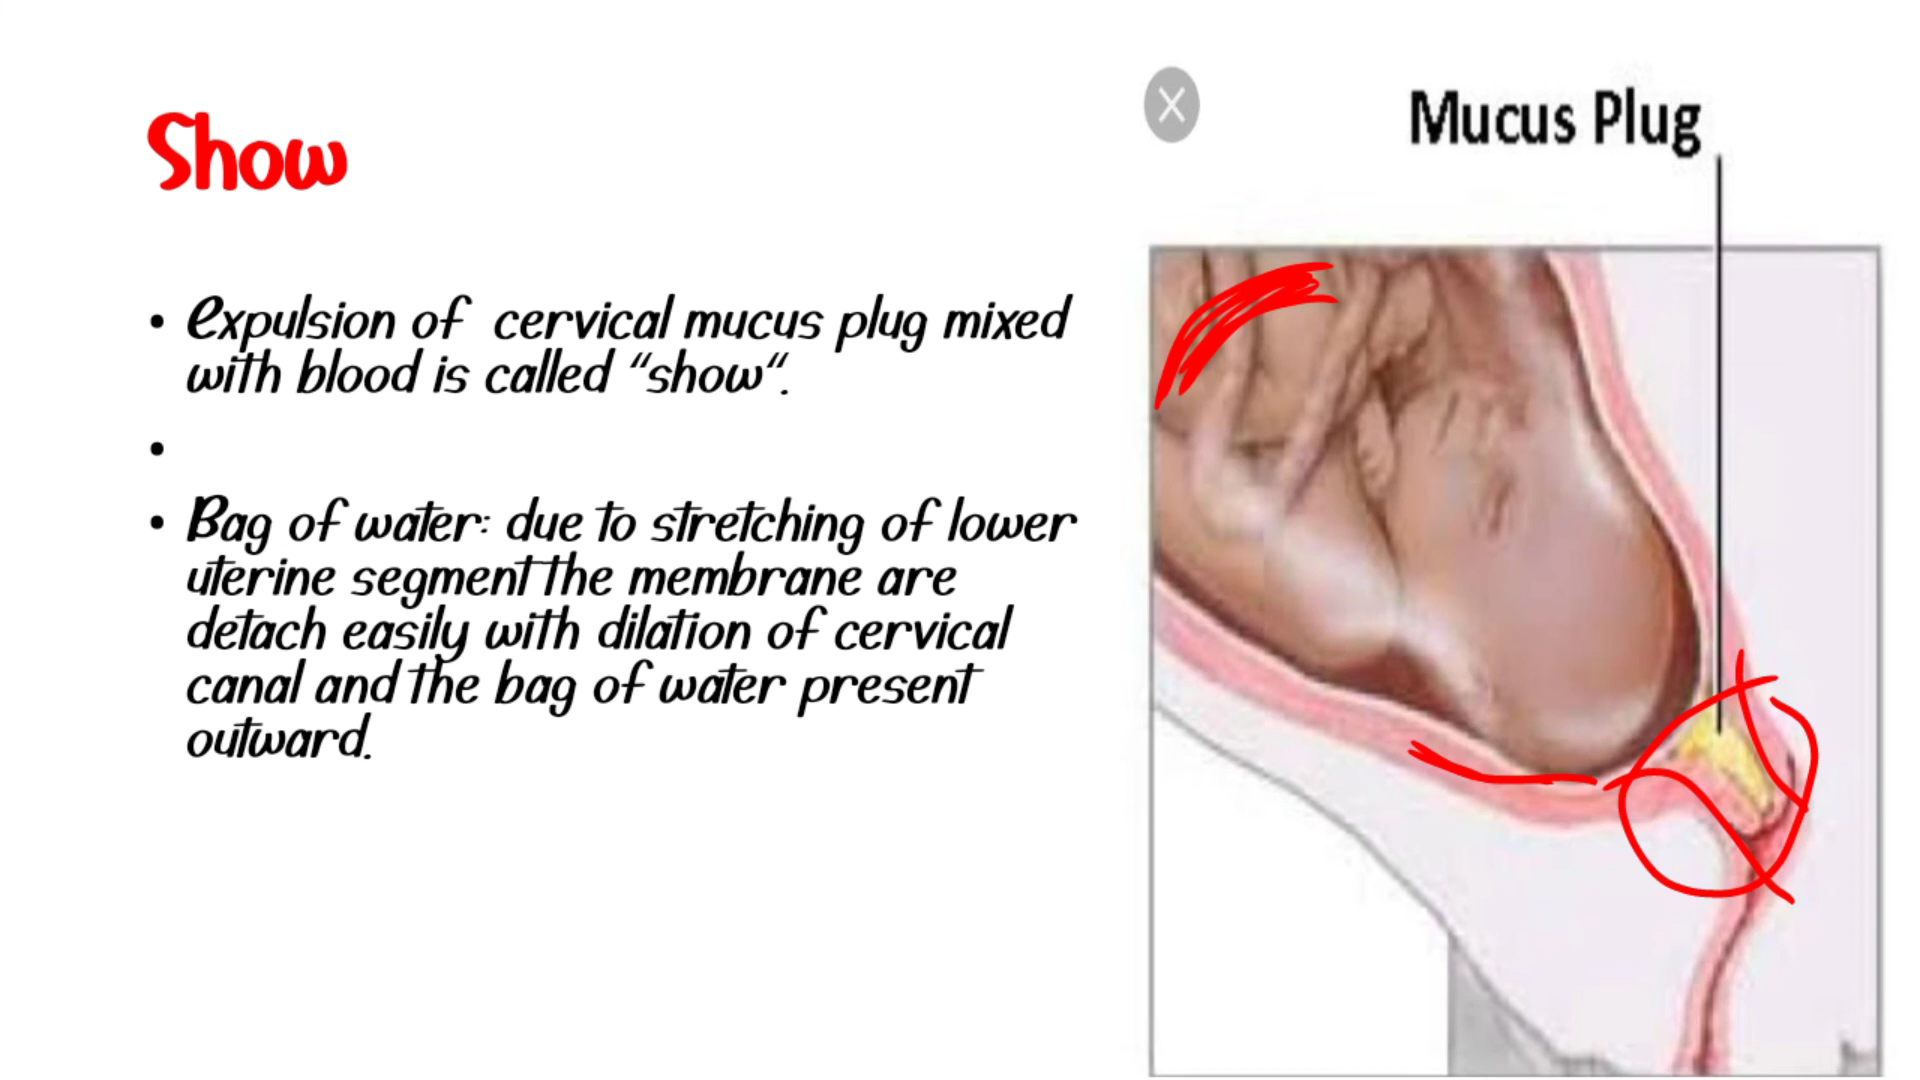 Show
• Expulsion of cervical mucus plug mixed
with blood is called "show".
•
• Bag of water: due to stretching of lower
uterine segment the membrane are
detach easily with dilation of cervical
canal and the bag of water present
outward.
Mucus Plug